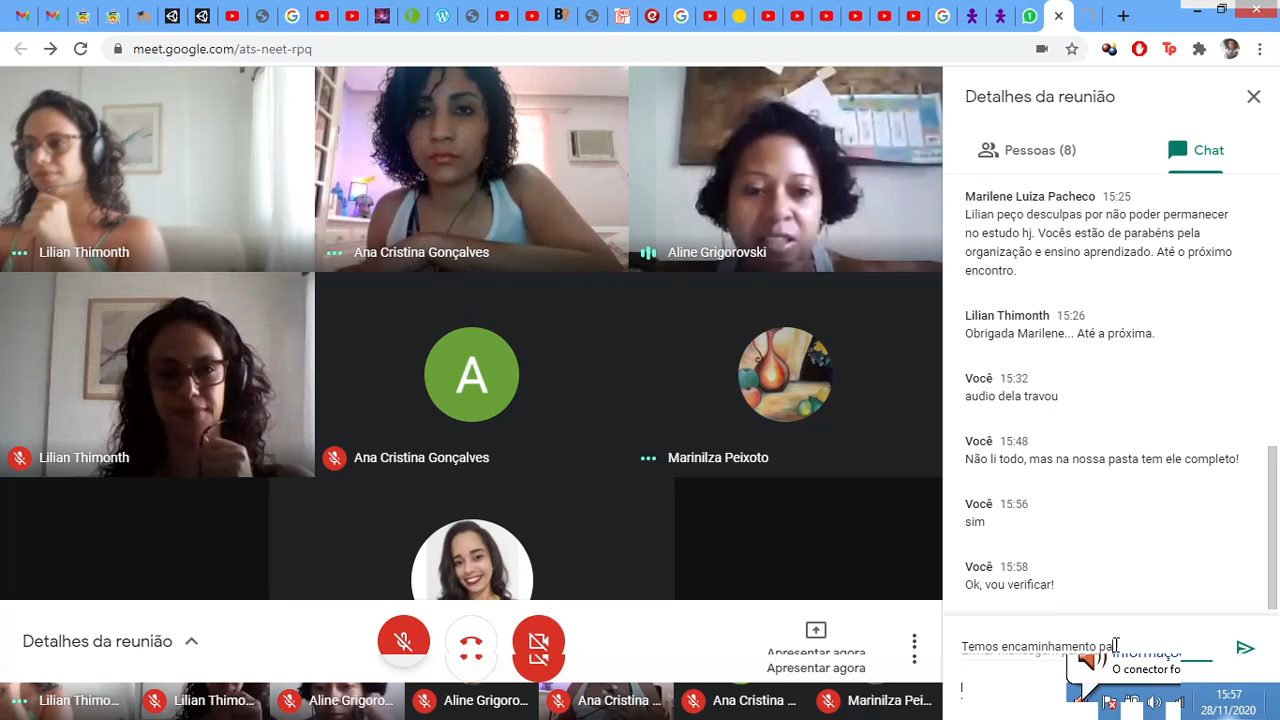 meet.google.com/ats-neet-rpq
Lilian Thimonth
Ana Cristina Gonçalves
Aline Grigorovski
Lilian Thimonth
A
Ana Cristina Gonçalves
Marinilza Peixoto
Detalhes da reunião
Apresentar agora
Apresentar agora
Lilian Thimo...
Lilian Thimo...
Aline Grigoro...
Aline Grigoro...
Ana Cristina ...
Ana Cristina ...
Marinilza Pei...
Detalhes da reunião
Pessoas (8)
Chat
Marilene Luiza Pacheco 15:25
Lilian peço desculpas por não poder permanecer
no estudo hj. Vocês estão de parabéns pela
organização e ensino aprendizado. Até o próximo
encontro.
Lilian Thimonth 15:26
Obrigada Marilene... Até a próxima.
Você 15:32
audio dela travou
Você 15:48
Não li todo, mas na nossa pasta tem ele completo!
Você 15:56
sim
Você 15:58
Ok, vou verificar!
Temos encaminhamento pa
O conector fo
15:57
28/11/2020